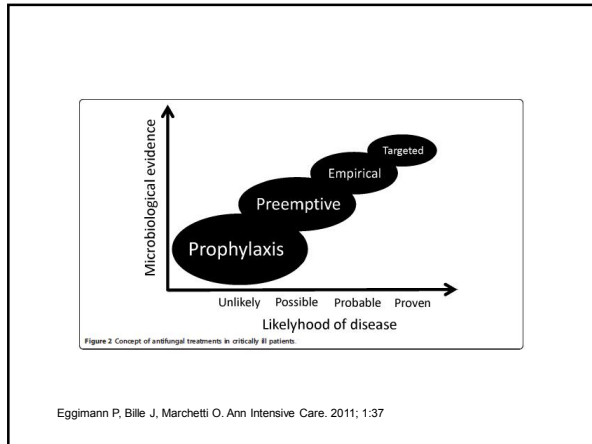 Microbiological evidence
Targeted
Empirical
Preemptive
Prophylaxis
Unlikely Possible Probable Proven
Likelyhood of disease
Figure 2 Concept of antifungal treatments in critically ill patients.
Eggimann P, Bille J, Marchetti O. Ann Intensive Care. 2011; 1:37